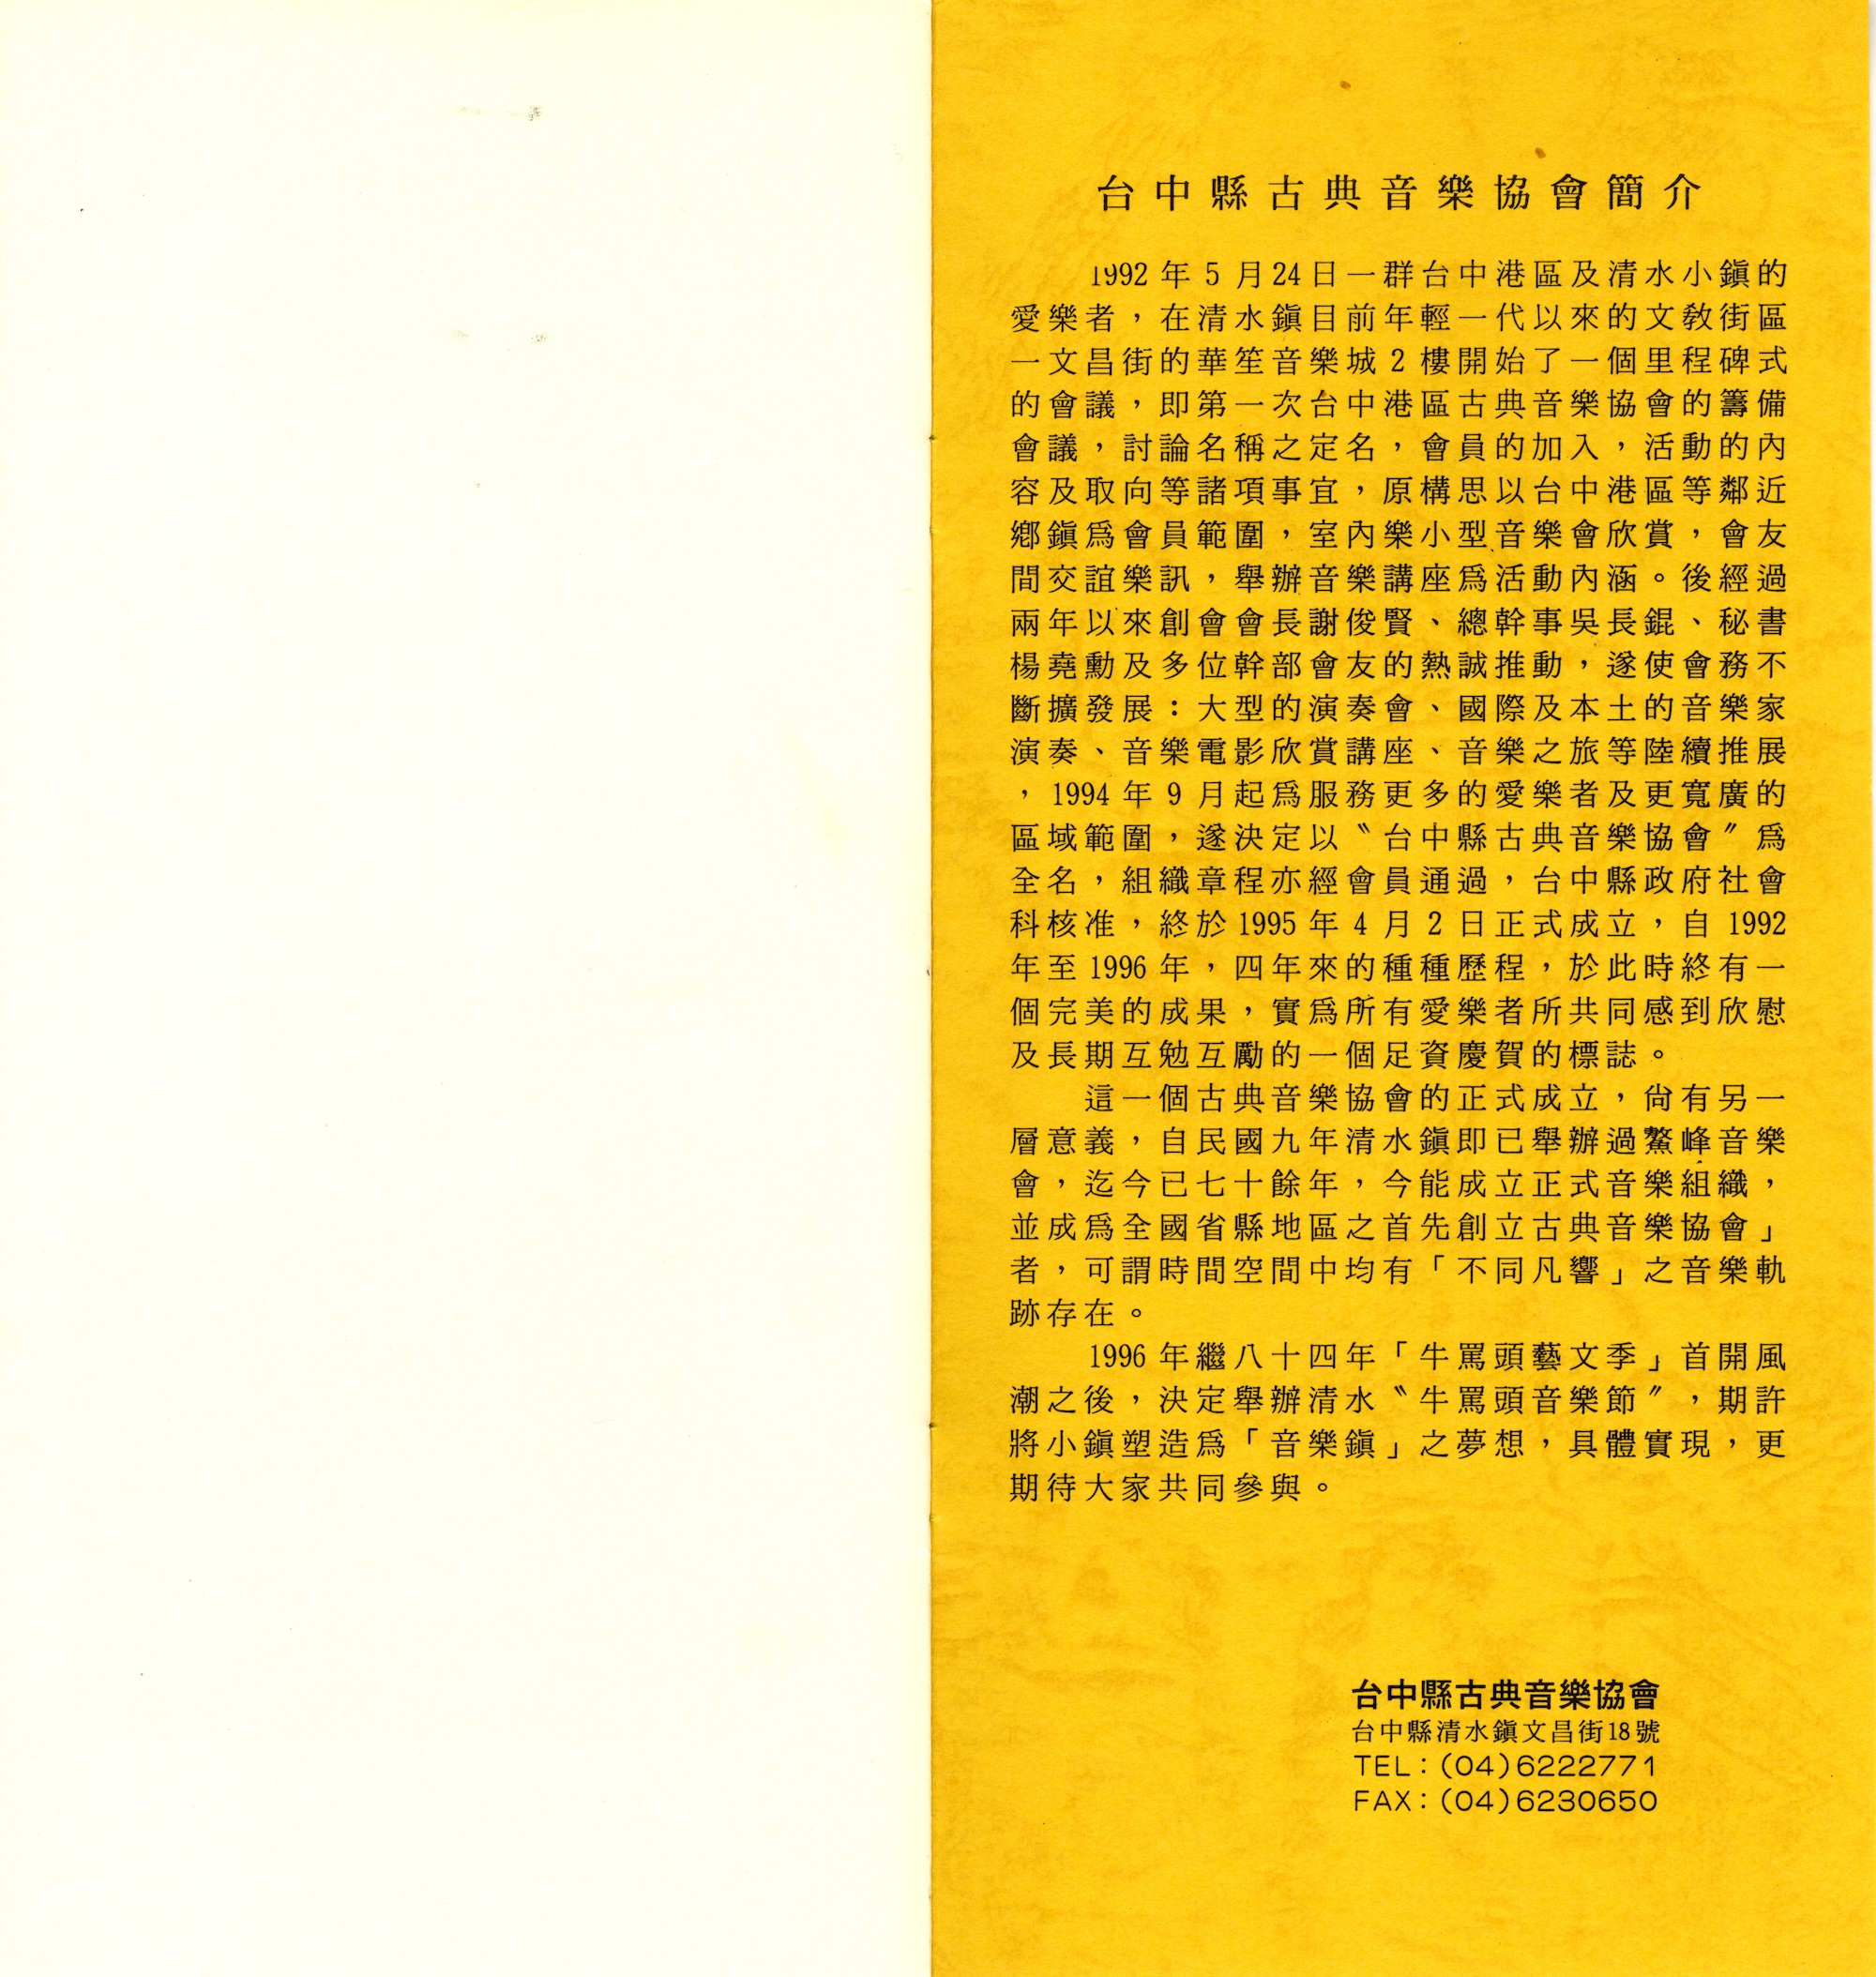 台中縣古典音樂協會簡介
1992年5月24日一群台中港區及清水小鎭的
愛樂者，在清水鎭目前年輕一代以來的文敎街區
一文昌街的華笙音樂城2樓開始了一個里程碑式
的會議，即第一次台中港區古典音樂協會的籌備
會議，討論名稱之定名，會員的加入，活動的內
容及取向等諸項事宜，原構思以台中港區等鄰近
鄕鎭爲會員範圍，室內樂小型音樂會欣賞，會友
間交誼樂訊，舉辦音樂講座爲活動內涵。後經過
兩年以來創會會長謝俊賢、總幹事吳長錕、秘書
楊堯勳及多位幹部會友的熱誠推動，遂使會務不
斷擴發展：大型的演奏會、國際及本土的音樂家
演奏、音樂電影欣賞講座、音樂之旅等陸續推展
，1994年9月起爲服務更多的愛樂者及更寬廣的
區域範圍，遂決定以〝台中縣古典音樂協會〞爲
全名，組織章程亦經會員通過，台中縣政府社會
科核准，終於1995年4月2日正式成立，自1992
年至1996年，四年來的種種歷程，於此時終有一
個完美的成果，實爲所有愛樂者所共同感到欣慰
及長期互勉互勵的一個足資慶賀的標誌。
這一個古典音樂協會的正式成立，尙有另一
層意義，自民國九年清水鎭即已舉辦過鰲峰音樂
會，迄今已七十餘年，今能成立正式音樂組織，
並成爲全國省縣地區之首先創立古典音樂協會」
者，可謂時間空間中均有「不同凡響」之音樂軌
跡存在。
1996年繼八十四年「牛罵頭藝文季」首開風
潮之後，決定舉辦清水〝牛罵頭音樂節〞，期許
將小鎭塑造爲「音樂鎭」之夢想，具體實現，更
期待大家共同參與。
台中縣古典音樂協會
台中縣清水鎭文昌街18號
TEL：(04)6222771
FAX：(04)6230650